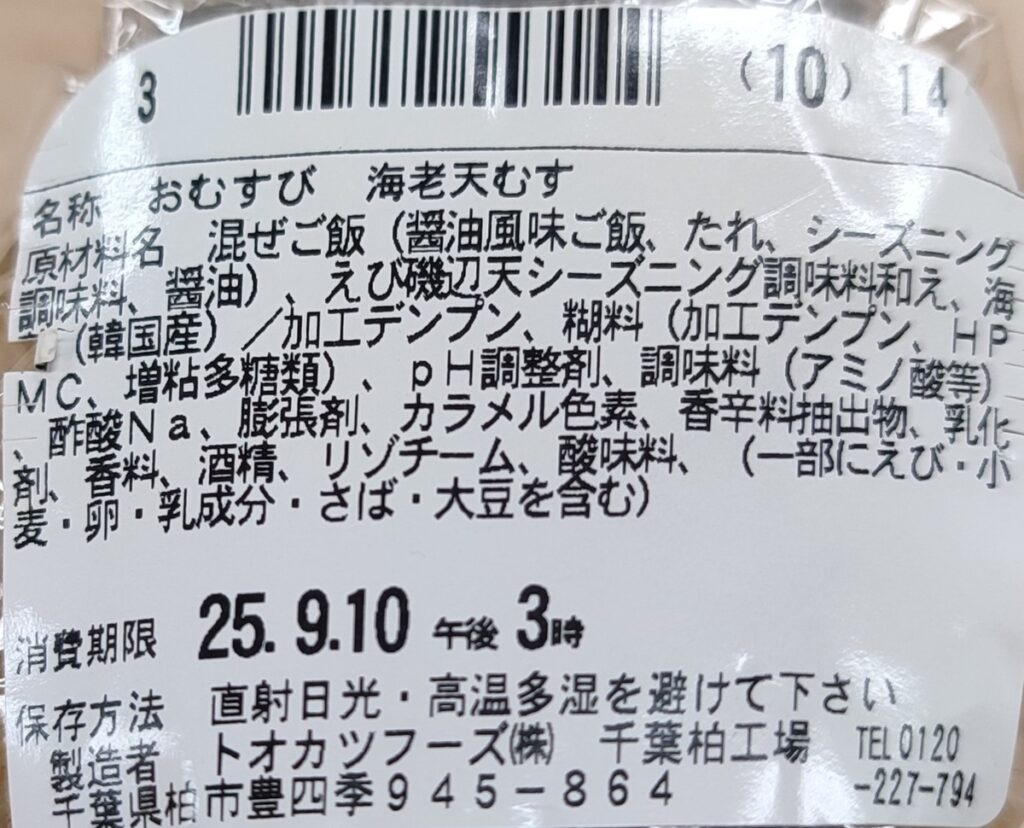 3 (10) 14
名称 おむすび 海老天むす
原材料名 混ぜご飯(醤油風味ご飯、たれ、シーズニング
調味料、醤油)、えび磯辺天シーズニング調味料和え、海
(韓国産)/加工デンプン、糊料(加工デンプン、HP
MC、増粘多糖類)、pH調整剤、調味料(アミノ酸等)
、酢酸Na、膨張剤、カラメル色素、香辛料抽出物、乳化
剤、香料、酒精、リゾチーム、酸味料、(一部にえび・小
麦・卵・乳成分・さば・大豆を含む)
消費期限 25.9.10 午後3時
保存方法 直射日光・高温多湿を避けて下さい
製造者 トオカツフーズ㈱ 千葉柏工場 TEL0120
千葉県柏市豊四季945-864 -227-794